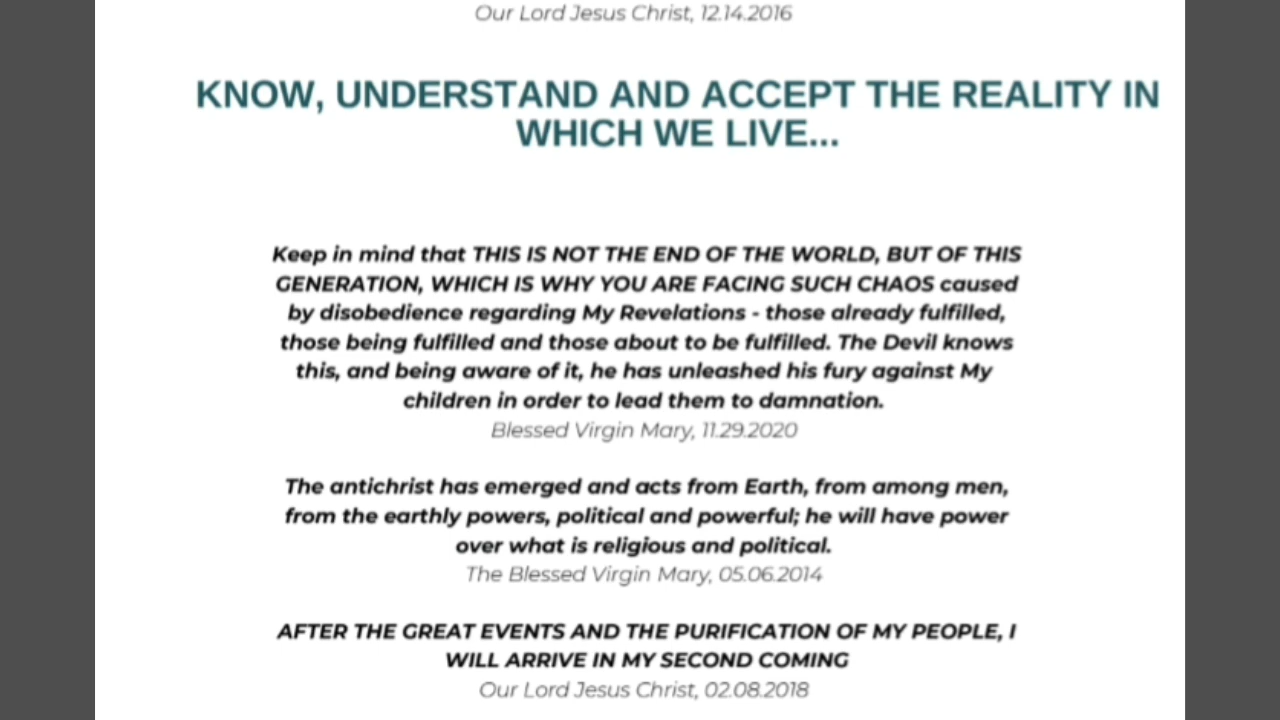 Our Lord Jesus Christ, 12.14.2016
KNOW, UNDERSTAND AND ACCEPT THE REALITY IN
WHICH WE LIVE...
Keep in mind that THIS IS NOT THE END OF THE WORLD, BUT OF THIS
GENERATION, WHICH IS WHY YOU ARE FACING SUCH CHAOS caused
by disobedience regarding My Revelations - those already fulfilled,
those being fulfilled and those about to be fulfilled. The Devil knows
this, and being aware of it, he has unleashed his fury against My
children in order to lead them to damnation.
Blessed Virgin Mary, 11.29.2020
The antichrist has emerged and acts from Earth, from among men,
from the earthly powers, political and powerful; he will have power
over what is religious and political.
The Blessed Virgin Mary, 05.06.2014
AFTER THE GREAT EVENTS AND THE PURIFICATION OF MY PEOPLE, I
WILL ARRIVE IN MY SECOND COMING
Our Lord Jesus Christ, 02.08.2018